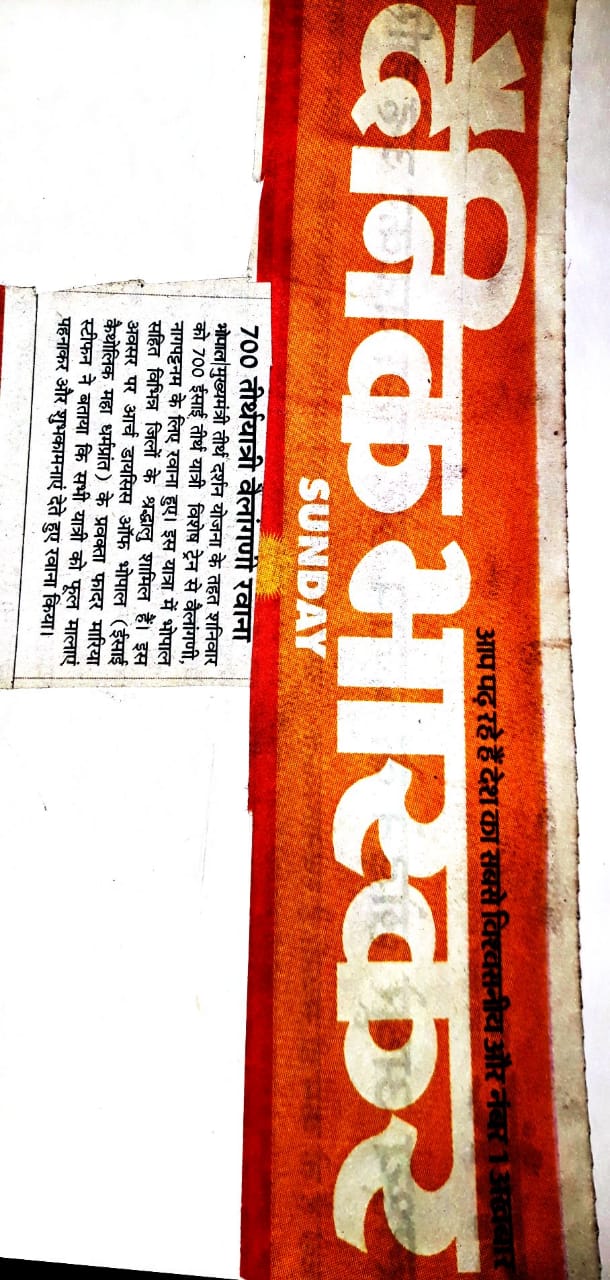 आप पढ़ रहे हैं देश का सबसे विश्वसनीय और नंबर 1 अखबार
दैनिक भास्कर
SUNDAY
700 तीर्थयात्री वैलांगणी रवाना
भोपाल|मुख्यमंत्री तीर्थ दर्शन योजना के तहत शनिवार
को 700 ईसाई तीर्थ यात्री विशेष ट्रेन से वैलांगणी,
नागापट्टनम के लिए रवाना हुए। इस यात्रा में भोपाल
सहित विभिन्न जिलों के श्रद्धालु शामिल हैं। इस
अवसर पर आर्च डायसिस ऑफ भोपाल (ईसाई
कैथोलिक महा धर्मप्रांत) के प्रवक्ता फादर मारिया
स्टीफन ने बताया कि सभी यात्री को फूल मालाएं
पहनाकर और शुभकामनाएं देते हुए रवाना किया।